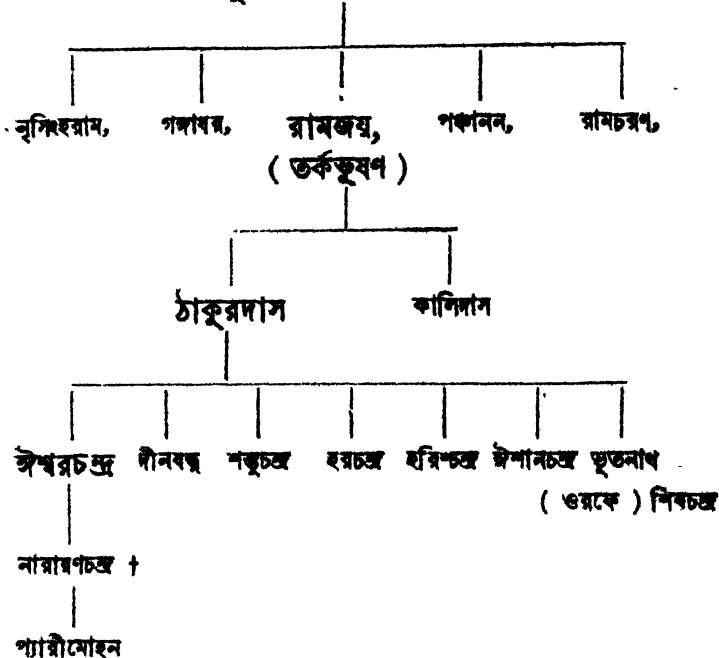 নৃসিংহরাম, গঙ্গাধর, রামজয়, পঞ্চানন, রামচরণ,
( তর্কভূষণ )
ঠাকুরদাস কালিদাস
ঈশ্বরচন্দ্র দীনবন্ধু শম্ভুচন্দ্র হরচন্দ্র হরিশ্চন্দ্র ঈশানচন্দ্র ভূতনাথ
( ওরফে ) শিবচন্দ্র
নারায়ণচন্দ্র †
প্যারীমোহন